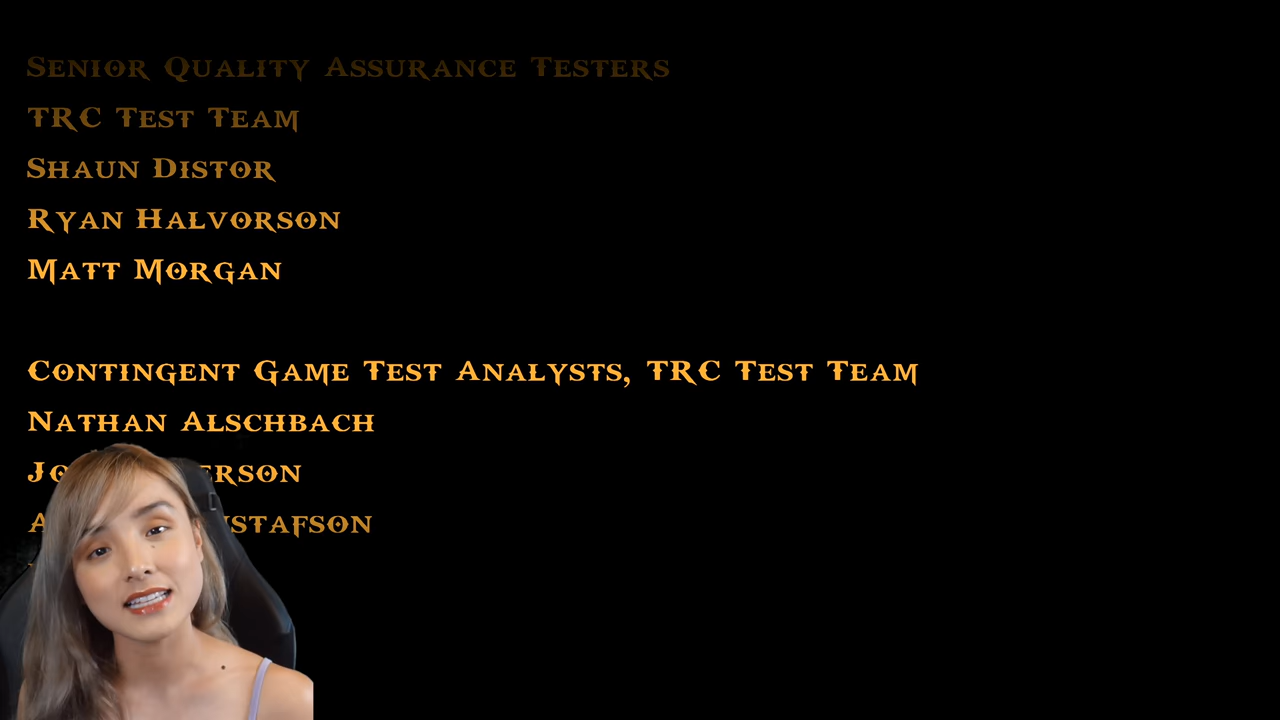 Senior Quality Assurance Testers
TRC Test Team
Shaun Distor
Ryan Halvorson
Matt Morgan
Contingent Game Test Analysts, TRC Test Team
Nathan Alschbach